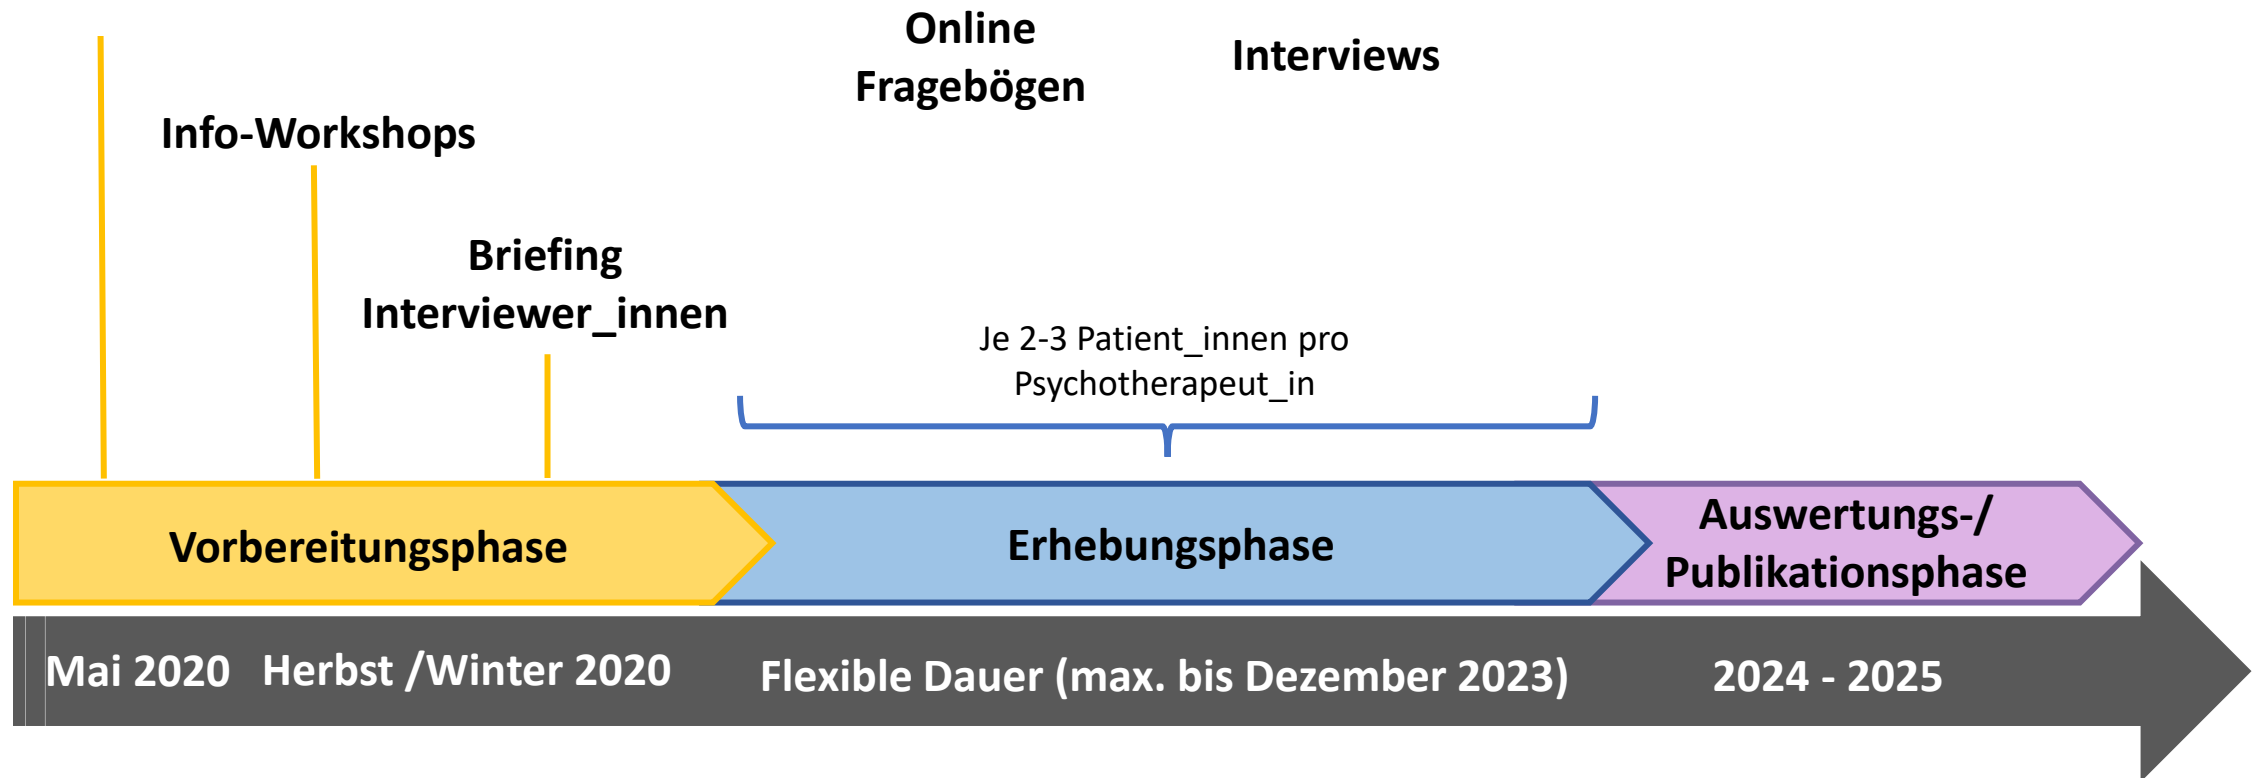 Online
Fragebögen
Interviews
Info-Workshops
Briefing
Interviewer_innen
Je 2-3 Patient_innen pro
Psychotherapeut_in
Vorbereitungsphase
Erhebungsphase
Auswertungs-/
Publikationsphase
Mai 2020
Herbst /Winter 2020
Flexible Dauer (max. bis Dezember 2023)
2024 - 2025